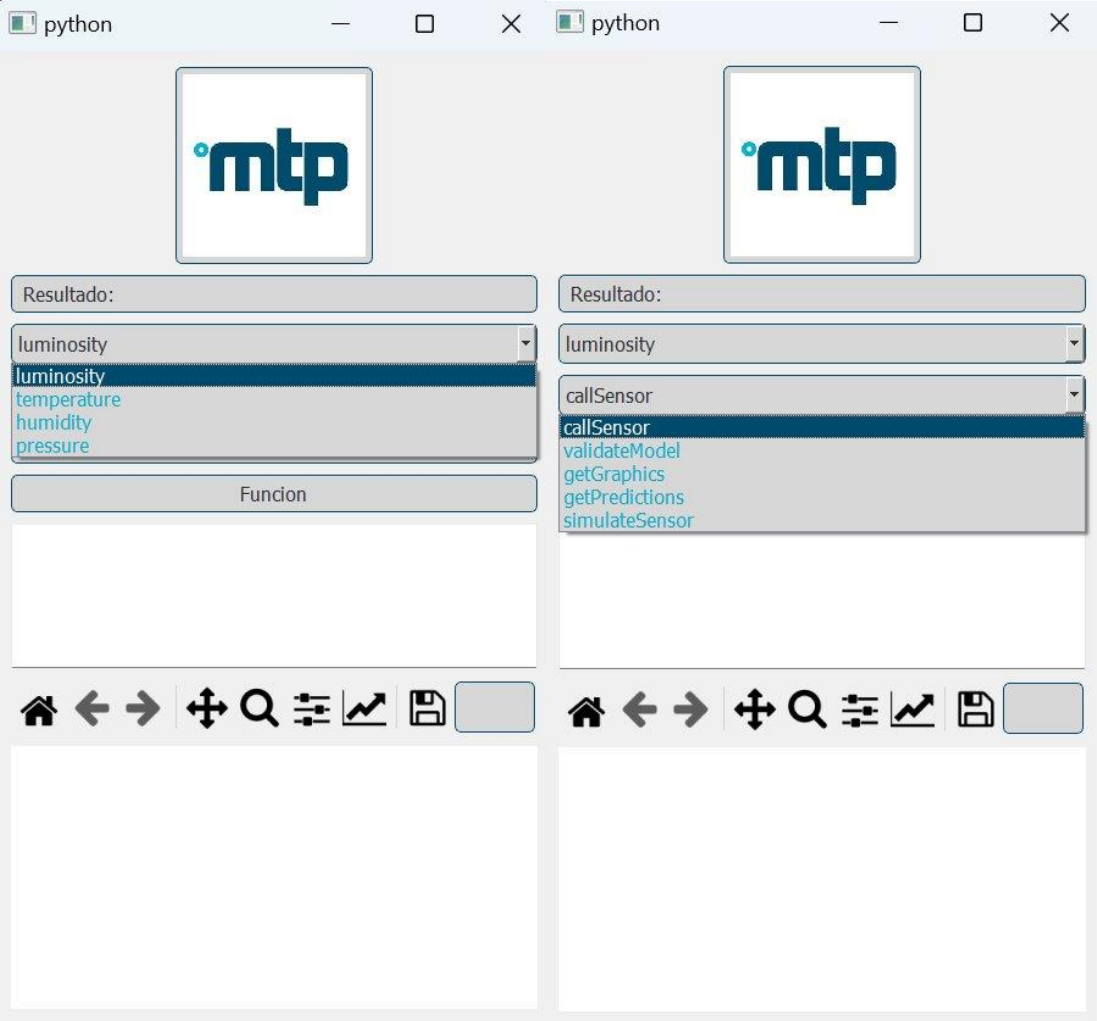 python
mtp
Resultado:
luminosity
luminosity
temperature
humidity
pressure
Funcion
python
mtp
Resultado:
luminosity
callSensor
callSensor
validateModel
getGraphics
getPredictions
simulateSensor